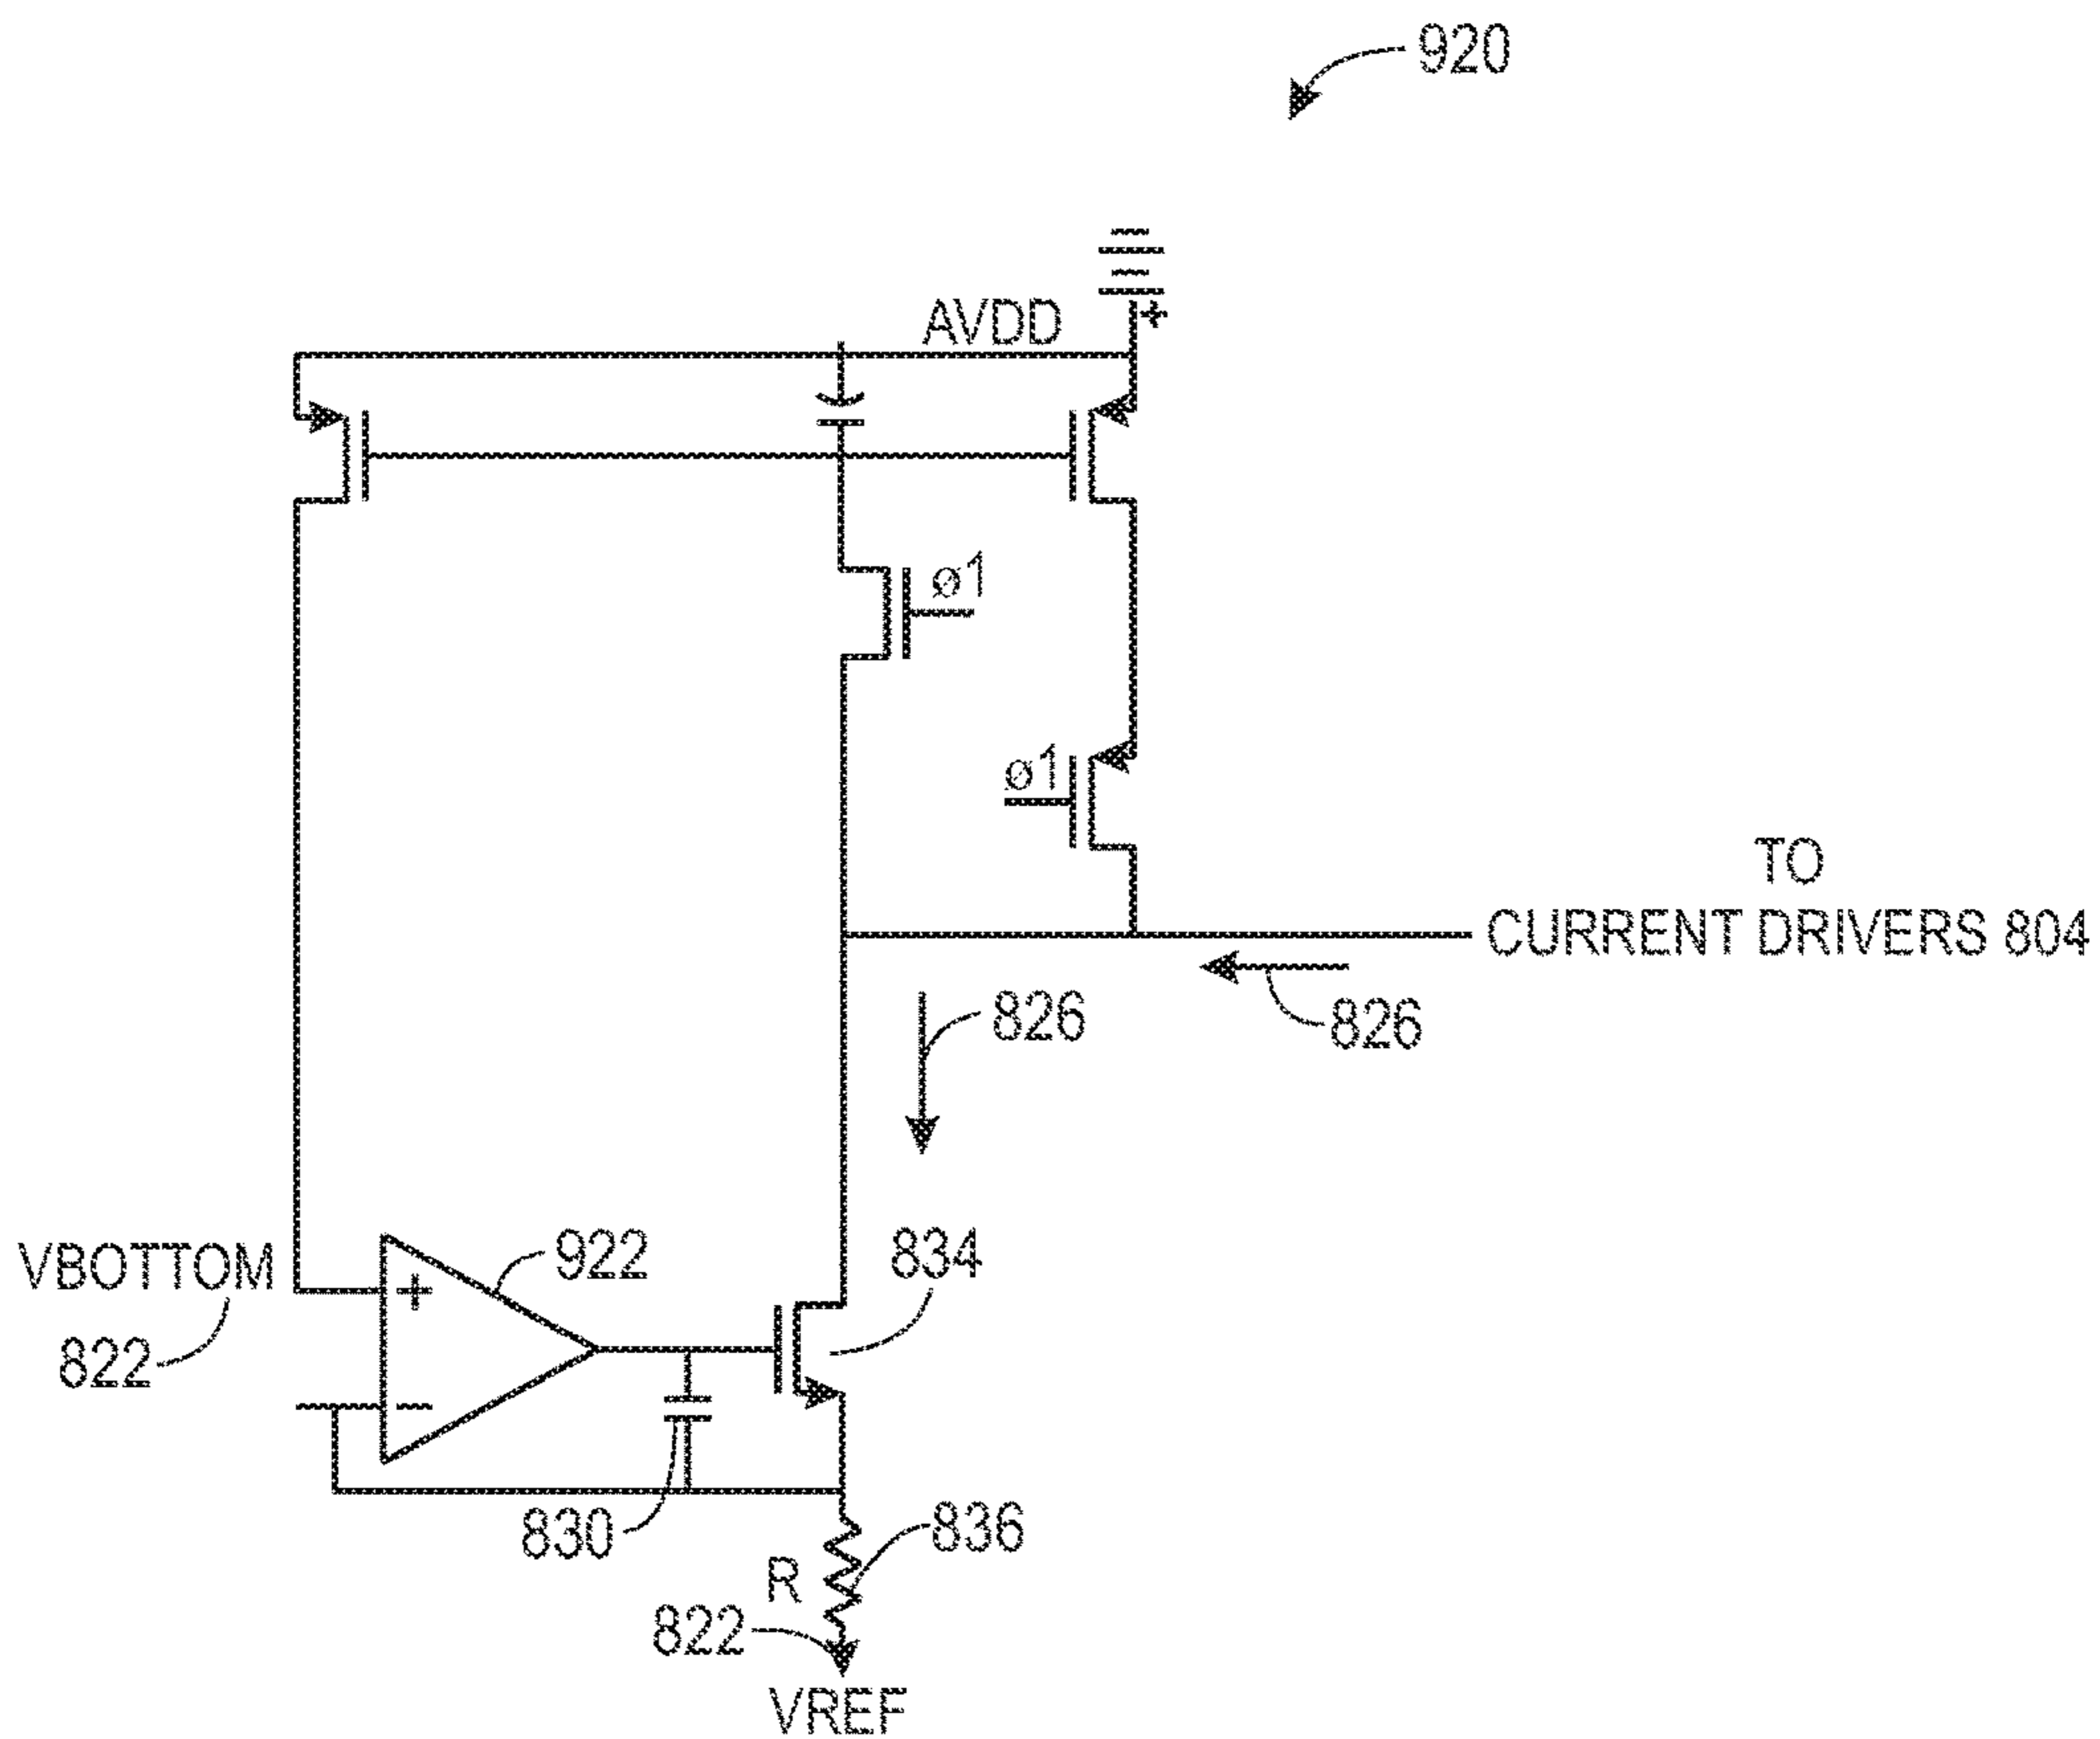 920
AVDD
+
ø1
ø1
TO
CURRENT DRIVERS 804
826
826
VBOTTOM
822
+
922
834
−
830
R
836
822
VREF